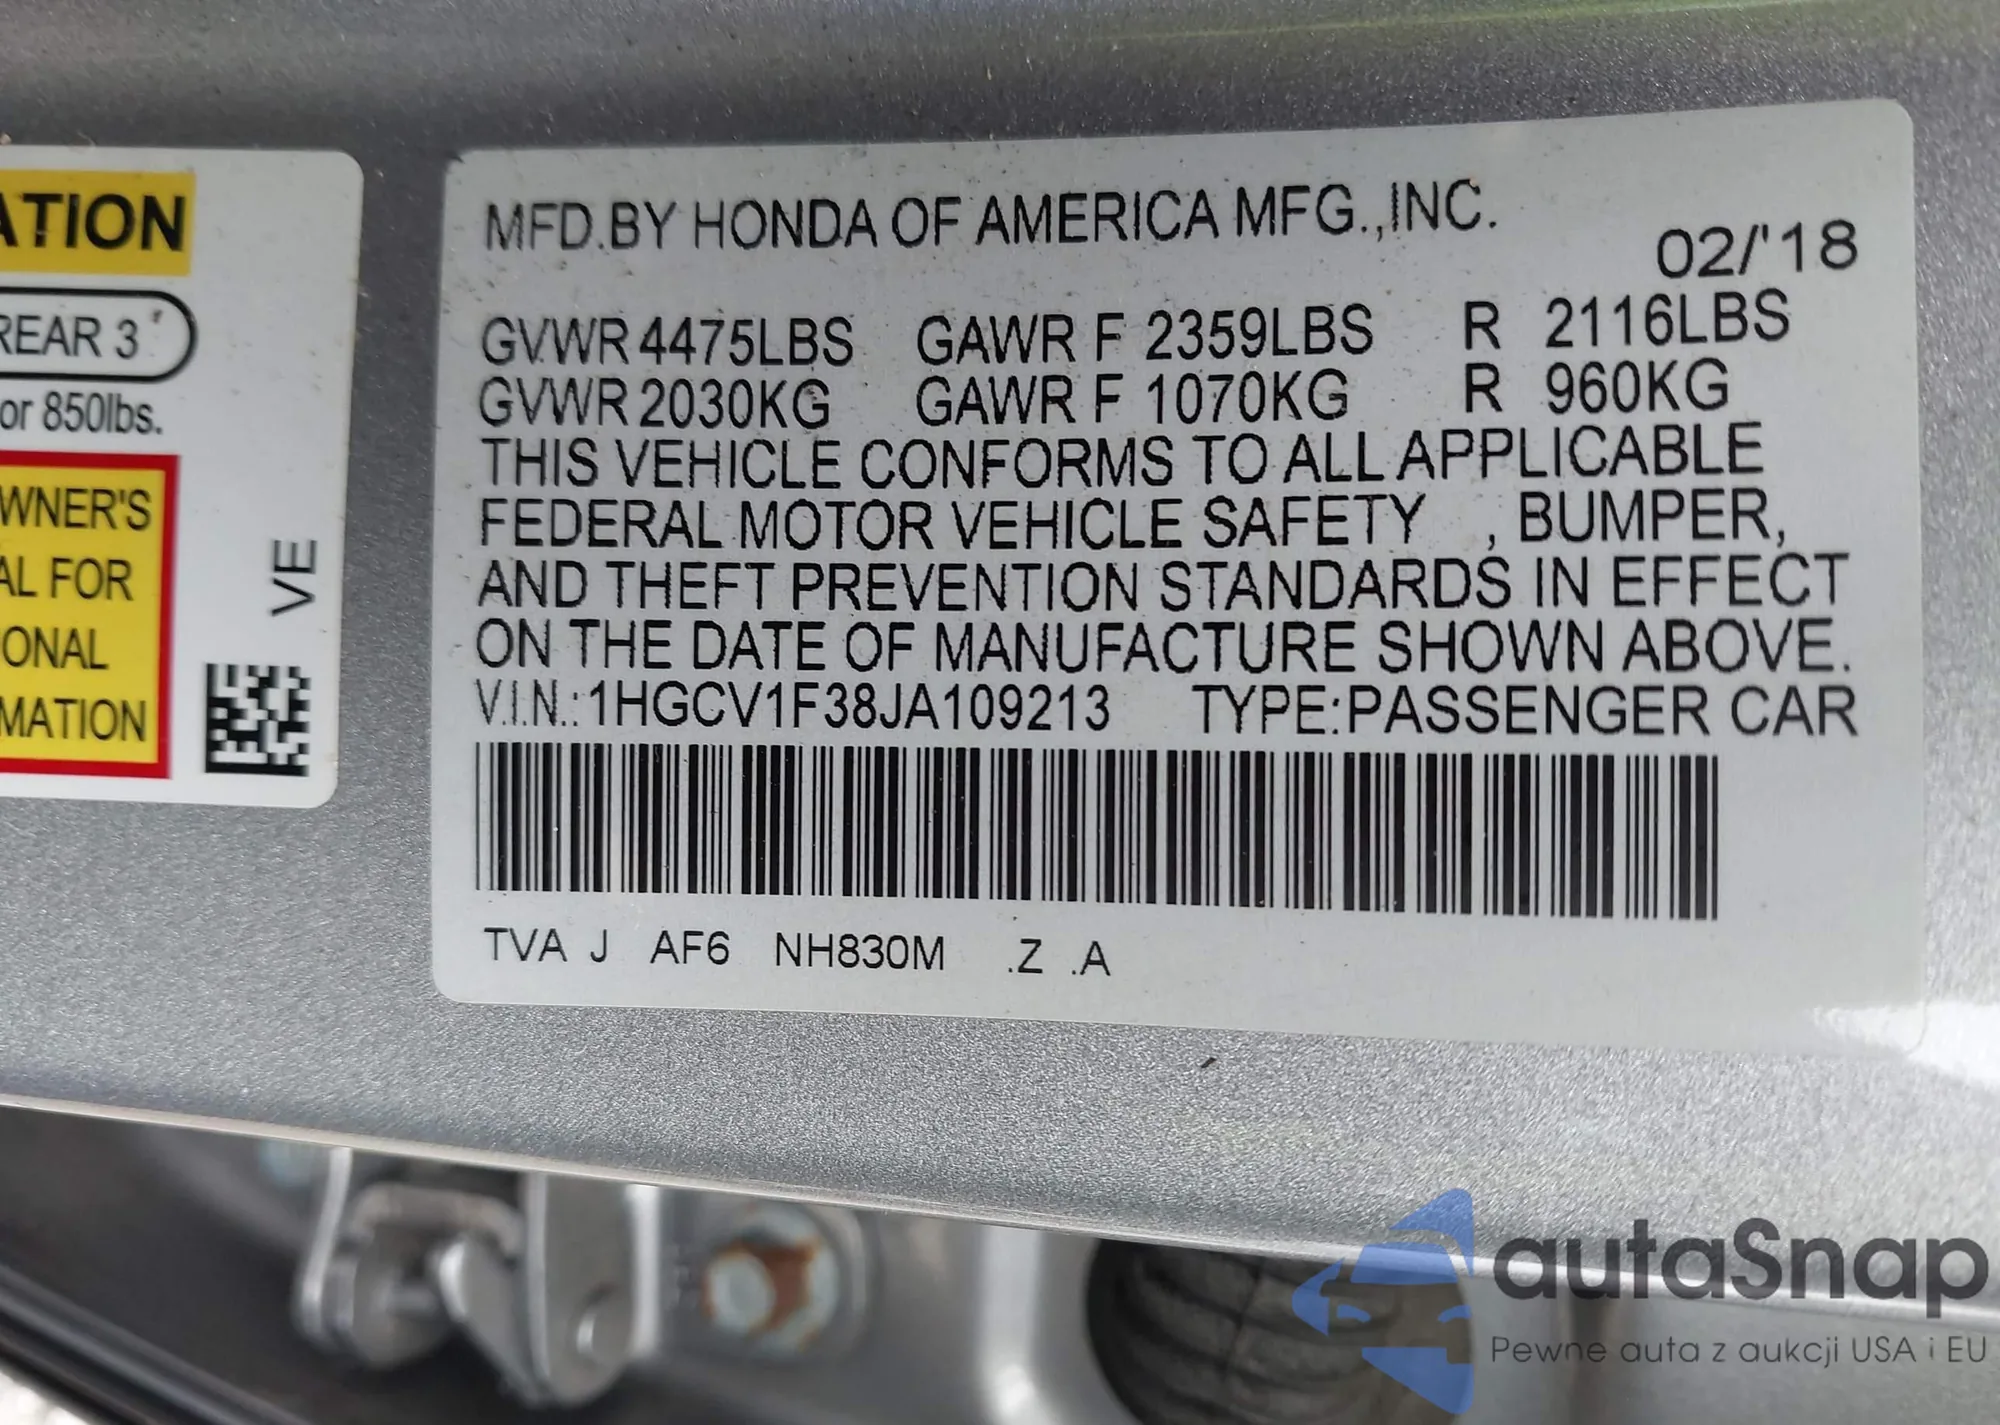 ATION
REAR 3
or 850lbs.
WNER'S
AL FOR
ONAL
MATION
VE
MFD.BY HONDA OF AMERICA MFG.,INC.
02/'18
GVWR 4475LBS GAWR F 2359LBS R 2116LBS
GVWR 2030KG GAWR F 1070KG R 960KG
THIS VEHICLE CONFORMS TO ALL APPLICABLE
FEDERAL MOTOR VEHICLE SAFETY , BUMPER,
AND THEFT PREVENTION STANDARDS IN EFFECT
ON THE DATE OF MANUFACTURE SHOWN ABOVE.
V.I.N.:1HGCV1F38JA109213 TYPE:PASSENGER CAR
TVA J AF6 NH830M .Z .A
autaSnap
Pewne auta z aukcji USA i EU